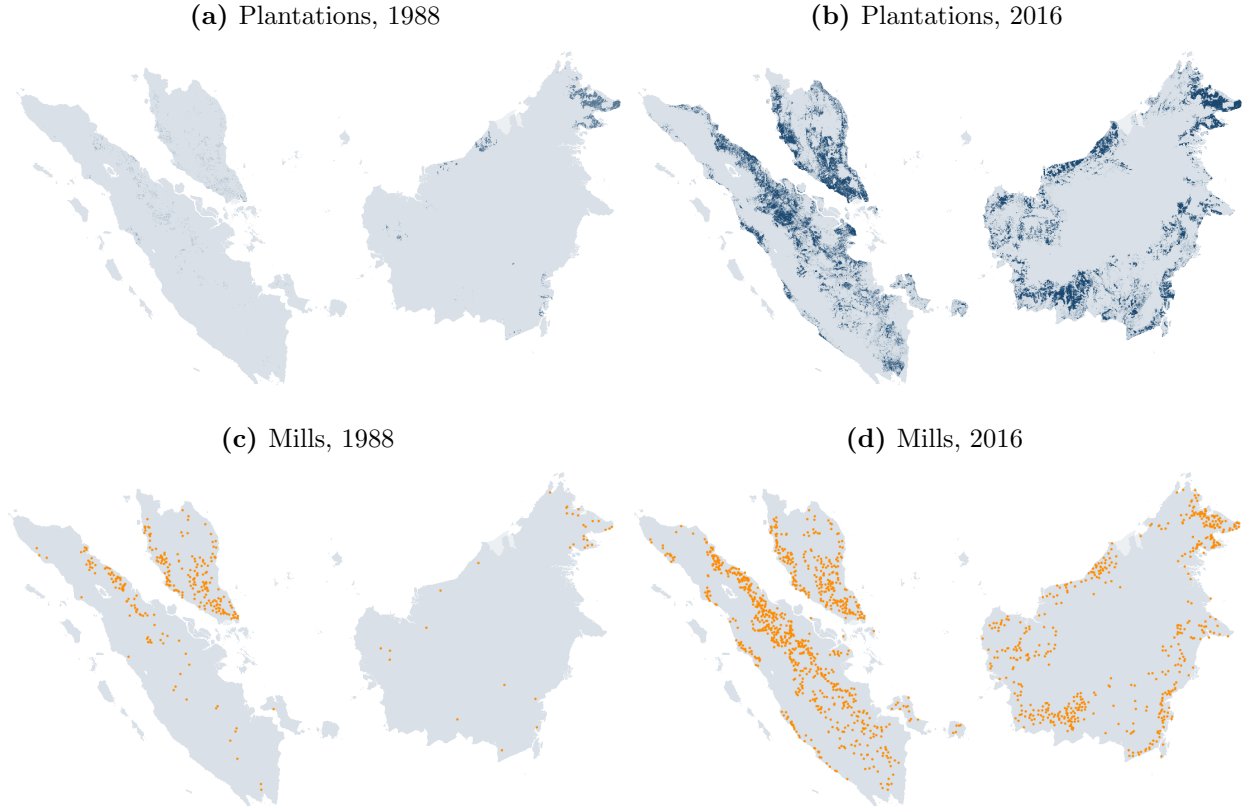 (a) Plantations, 1988
(b) Plantations, 2016
(c) Mills, 1988
(d) Mills, 2016